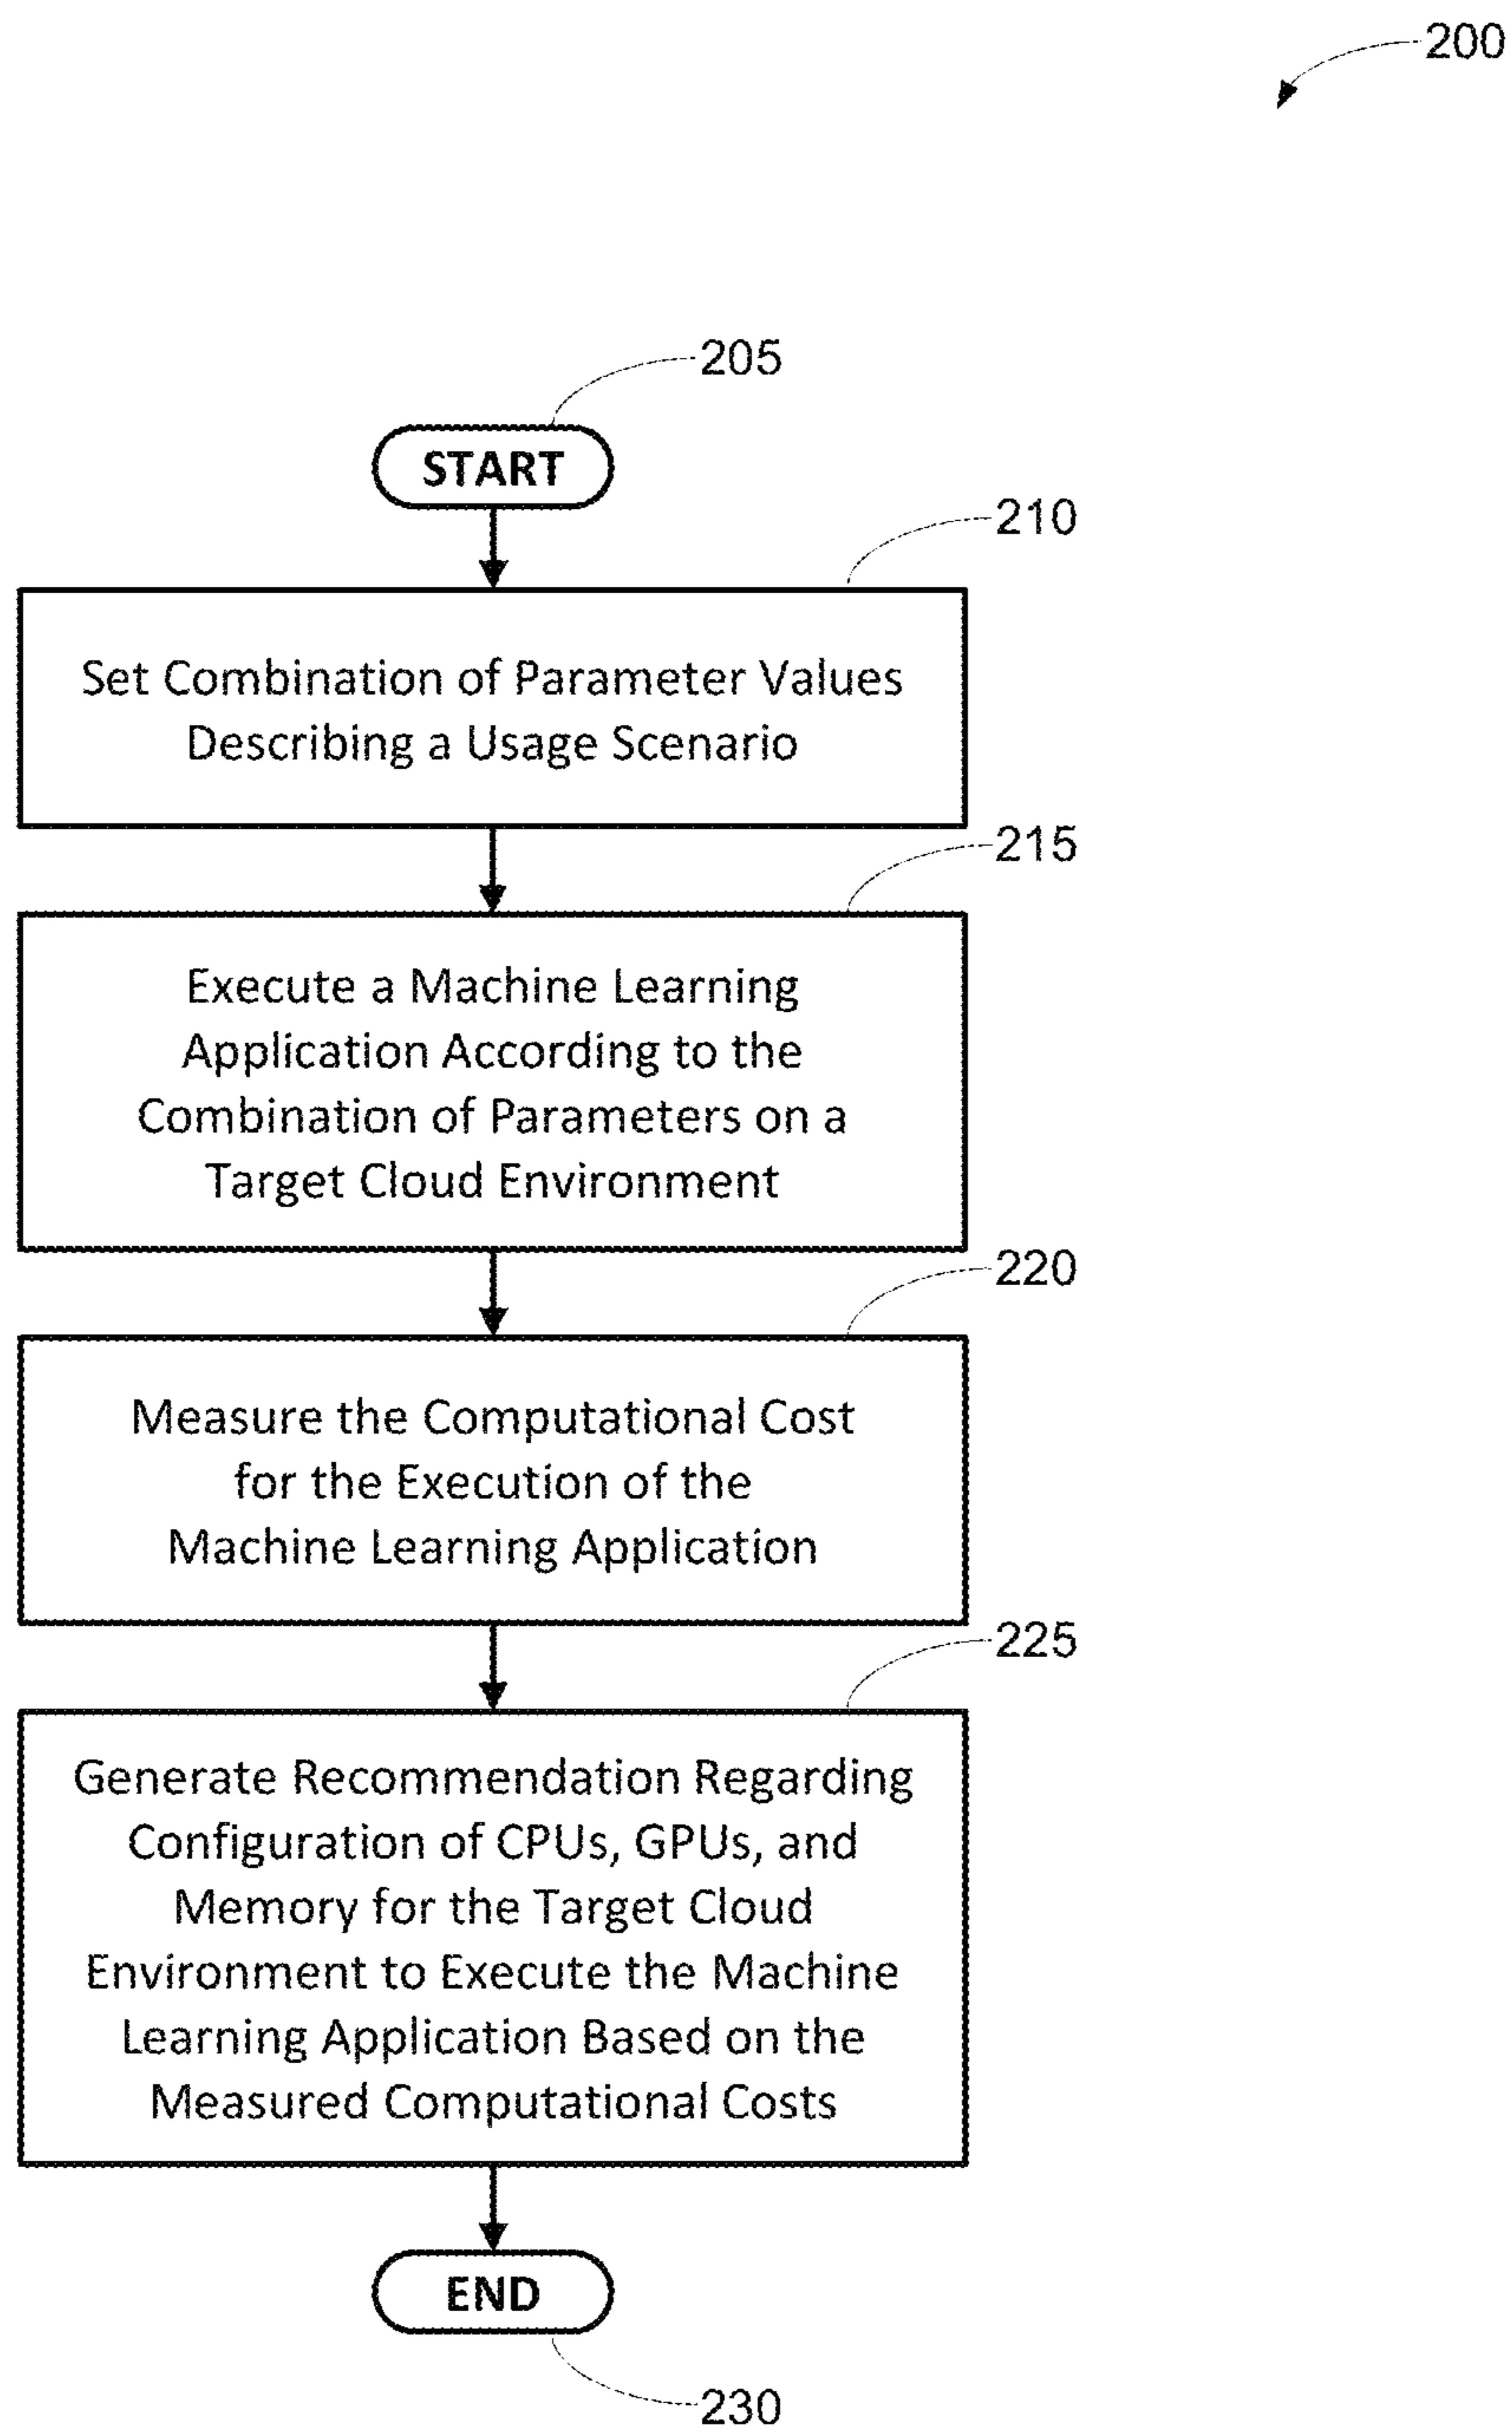 200
205
START
210
Set Combination of Parameter Values
Describing a Usage Scenario
215
Execute a Machine Learning
Application According to the
Combination of Parameters on a
Target Cloud Environment
220
Measure the Computational Cost
for the Execution of the
Machine Learning Application
225
Generate Recommendation Regarding
Configuration of CPUs, GPUs, and
Memory for the Target Cloud
Environment to Execute the Machine
Learning Application Based on the
Measured Computational Costs
END
230